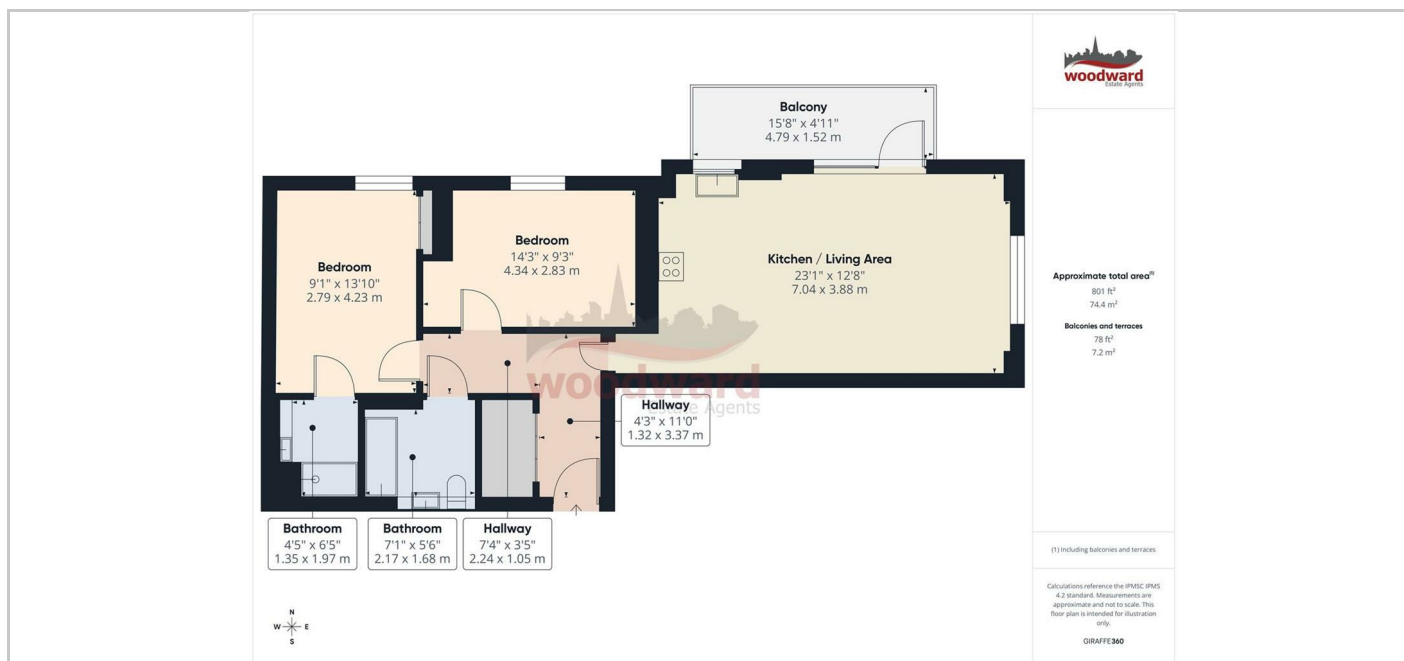 Balcony
15'8" x 4'11"
4.79 x 1.52 m
Bedroom
9'1" x 13'10"
2.79 x 4.23 m
Bedroom
14'3" x 9'3"
4.34 x 2.83 m
Kitchen / Living Area
23'1" x 12'8"
7.04 x 3.88 m
woodward
Estate Agents
Hallway
4'3" x 11'0"
1.32 x 3.37 m
Bathroom
4'5" x 6'5"
1.35 x 1.97 m
Bathroom
7'1" x 5'6"
2.17 x 1.68 m
Hallway
7'4" x 3'5"
2.24 x 1.05 m
N
W E
S
woodward
Estate Agents
Approximate total area(1)
801 ft²
74.4 m²
Balconies and terraces
78 ft²
7.2 m²
(1) Including balconies and terraces
Calculations reference the IPMSC IPMS
4.2 standard. Measurements are
approximate and not to scale. This
floor plan is intended for illustration
only.
GIRAFFE360